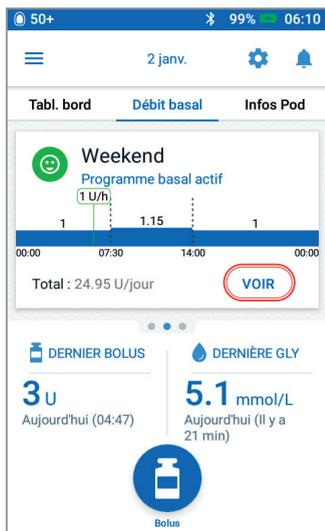 50+ 99% 06:10
2 janv.
Tabl. bord Débit basal Infos Pod
Weekend
Programme basal actif
1 U/h
1 1.15 1
00:00 07:30 14:00 00:00
Total : 24.95 U/jour VOIR
DERNIER BOLUS DERNIÈRE GLY
3 U 5.1 mmol/L
Aujourd'hui (04:47) Aujourd'hui (Il y a
21 min)
Bolus